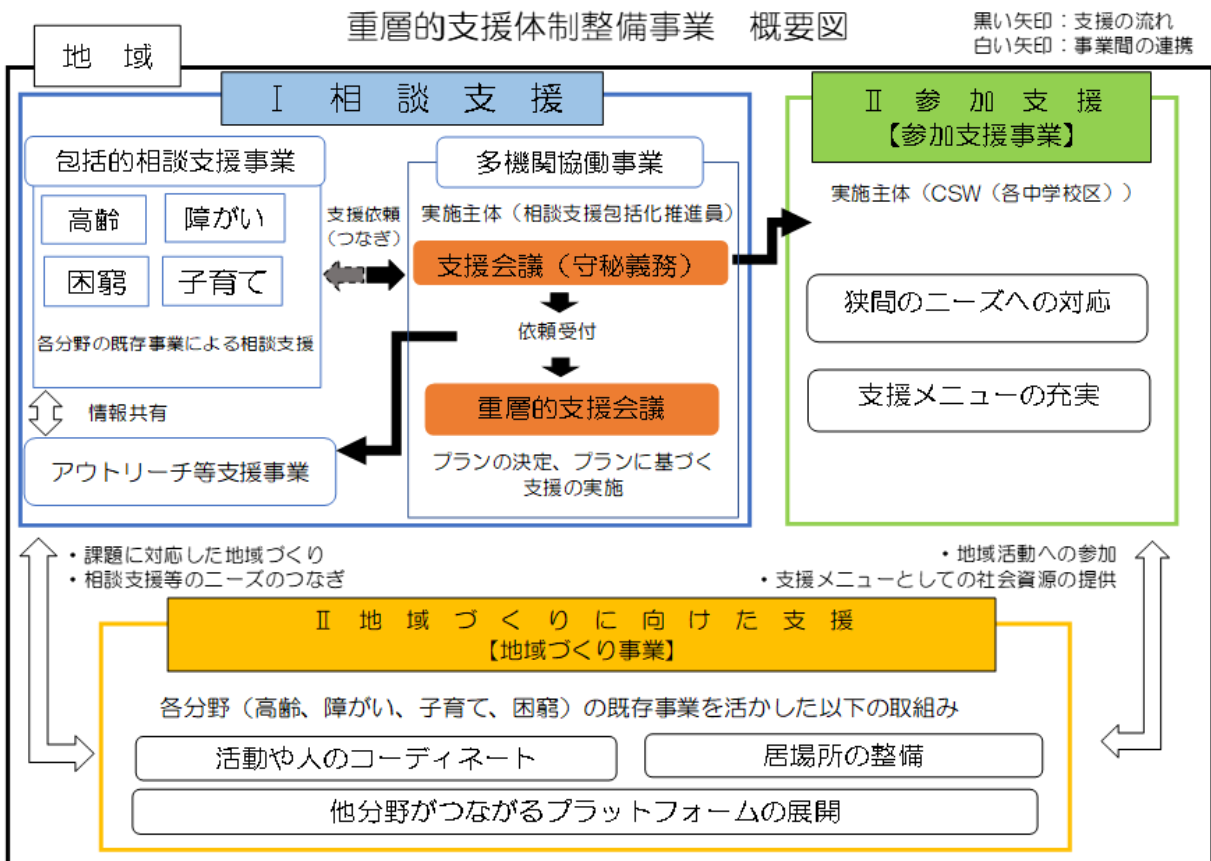 重層的支援体制整備事業　概要図
黒い矢印：支援の流れ
白い矢印：事業間の連携
地　域
Ⅰ　相　談　支　援
包括的相談支援事業
高齢
障がい
困窮
子育て
各分野の既存事業による相談支援
支援依頼
（つなぎ）
多機関協働事業
実施主体（相談支援包括化推進員）
支援会議（守秘義務）
依頼受付
重層的支援会議
プランの決定、プランに基づく
支援の実施
情報共有
アウトリーチ等支援事業
Ⅱ　参　加　支　援
【参加支援事業】
実施主体（CSW（各中学校区））
狭間のニーズへの対応
支援メニューの充実
・課題に対応した地域づくり
・相談支援等のニーズのつなぎ
・地域活動への参加
・支援メニューとしての社会資源の提供
Ⅱ　地　域　づ　く　り　に　向　け　た　支　援
【地域づくり事業】
各分野（高齢、障がい、子育て、困窮）の既存事業を活かした以下の取組み
活動や人のコーディネート
居場所の整備
他分野がつながるプラットフォームの展開